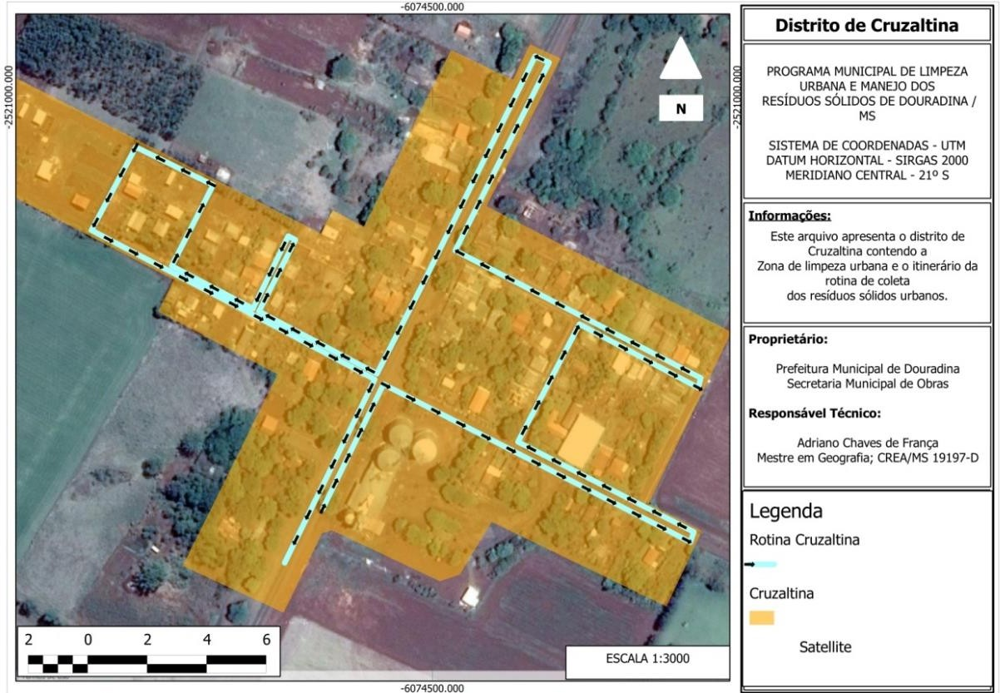 -6074500.000
-2521000.000
-2521000.000
N
2 0 2 4 6
ESCALA 1:3000
-6074500.000
Distrito de Cruzaltina
PROGRAMA MUNICIPAL DE LIMPEZA
URBANA E MANEJO DOS
RESÍDUOS SÓLIDOS DE DOURADINA /
MS
SISTEMA DE COORDENADAS - UTM
DATUM HORIZONTAL - SIRGAS 2000
MERIDIANO CENTRAL - 21º S
Informações:
Este arquivo apresenta o distrito de
Cruzaltina contendo a
Zona de limpeza urbana e o itinerário da
rotina de coleta
dos resíduos sólidos urbanos.
Proprietário:
Prefeitura Municipal de Douradina
Secretaria Municipal de Obras
Responsável Técnico:
Adriano Chaves de França
Mestre em Geografia; CREA/MS 19197-D
Legenda
Rotina Cruzaltina
Cruzaltina
Satellite